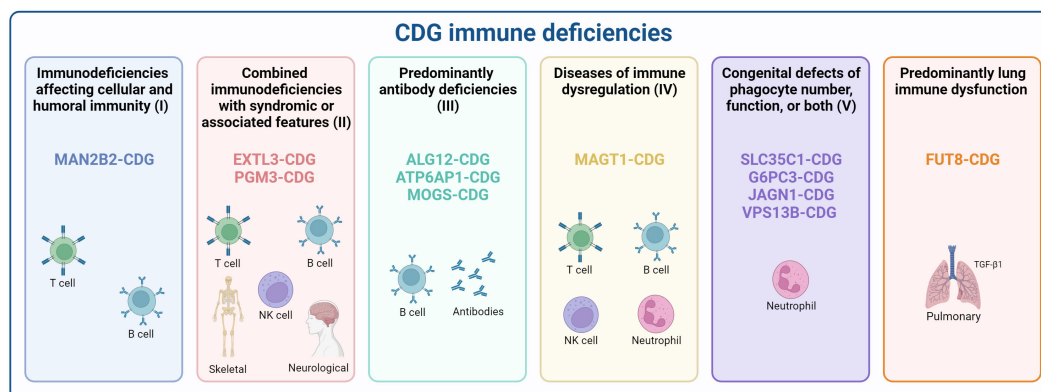 CDG immune deficiencies
Immunodeficiencies
affecting cellular and
humoral immunity (I)
MAN2B2-CDG
T cell
B cell
Combined
immunodeficiencies
with syndromic or
associated features (II)
EXTL3-CDG
PGM3-CDG
T cell
B cell
NK cell
Skeletal
Neurological
Predominantly
antibody deficiencies
(III)
ALG12-CDG
ATP6AP1-CDG
MOGS-CDG
B cell
Antibodies
Diseases of immune
dysregulation (IV)
MAGT1-CDG
T cell
B cell
NK cell
Neutrophil
Congenital defects of
phagocyte number,
function, or both (V)
SLC35C1-CDG
G6PC3-CDG
JAGN1-CDG
VPS13B-CDG
Neutrophil
Predominantly lung
immune dysfunction
FUT8-CDG
TGF-β1
Pulmonary